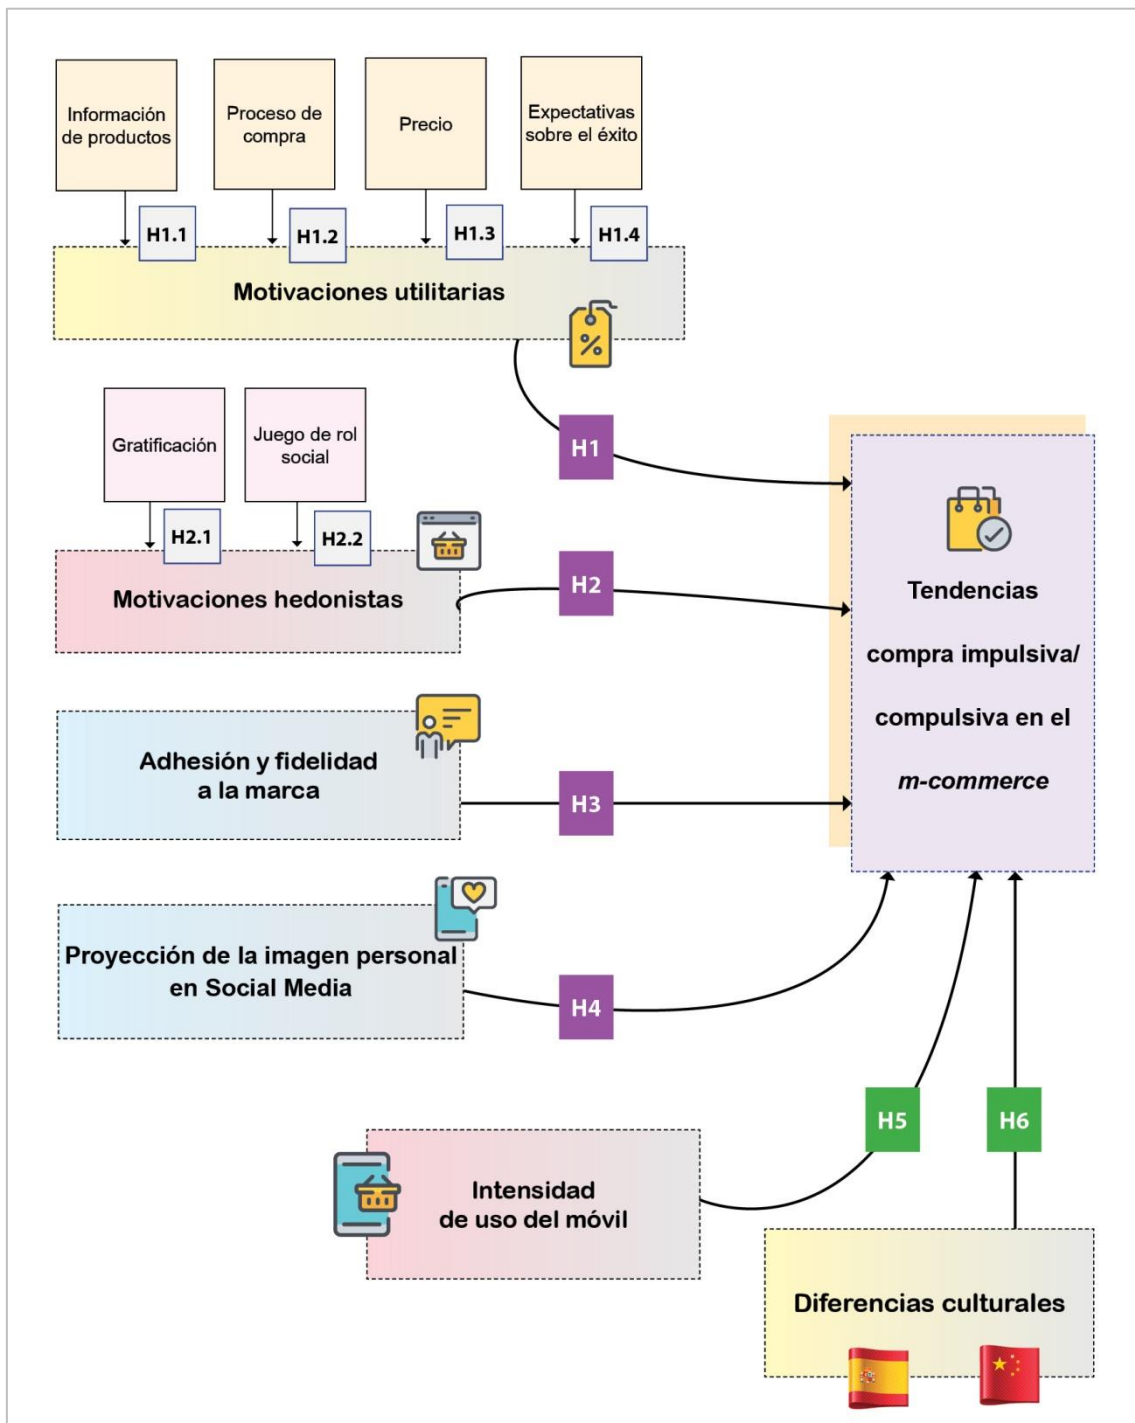 Información
de productos
Proceso de
compra
Precio
Expectativas
sobre el éxito
H1.1
H1.2
H1.3
H1.4
Motivaciones utilitarias
%
H1
Gratificación
Juego de rol
social
H2.1
H2.2
Motivaciones hedonistas
H2
Tendencias
compra impulsiva/
compulsiva en el
m-commerce
Adhesión y fidelidad
a la marca
H3
Proyección de la imagen personal
en Social Media
H4
H5
H6
Intensidad
de uso del móvil
Diferencias culturales